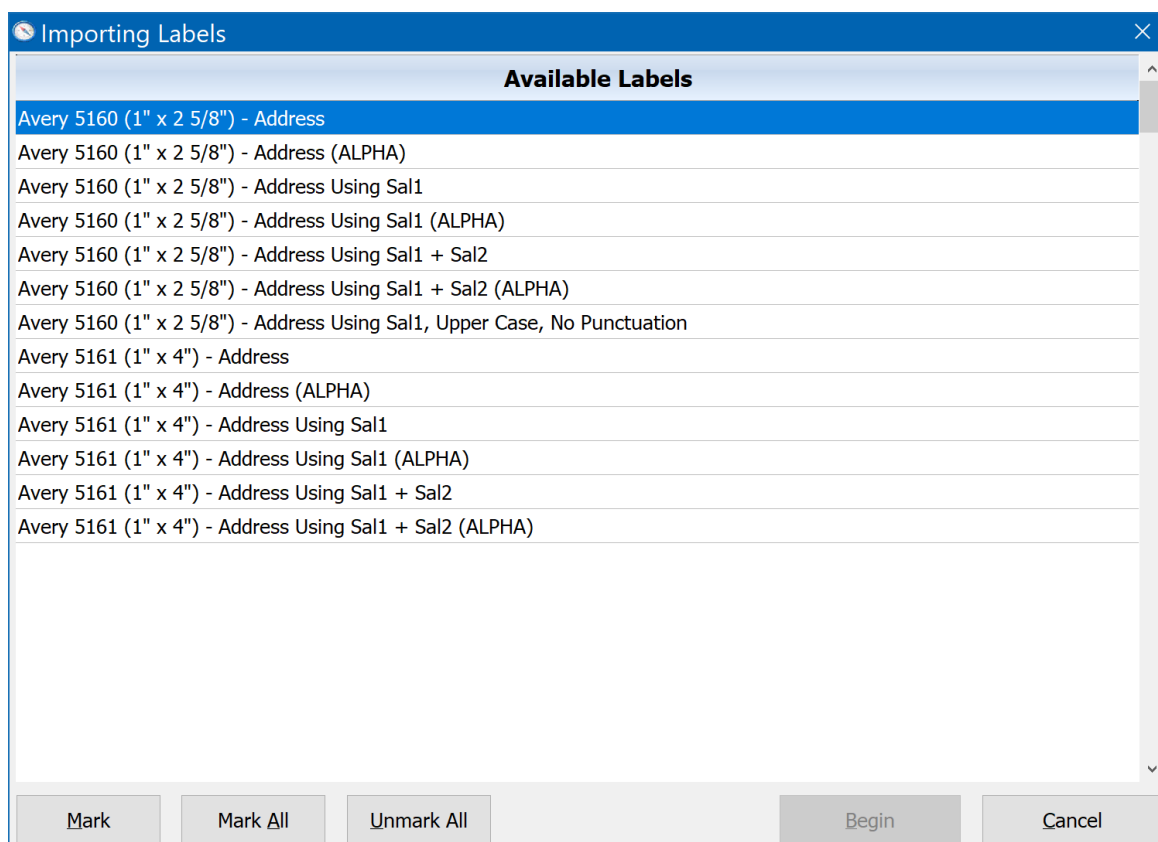 Importing Labels
Available Labels
Avery 5160 (1" x 2 5/8") - Address
Avery 5160 (1" x 2 5/8") - Address (ALPHA)
Avery 5160 (1" x 2 5/8") - Address Using Sal1
Avery 5160 (1" x 2 5/8") - Address Using Sal1 (ALPHA)
Avery 5160 (1" x 2 5/8") - Address Using Sal1 + Sal2
Avery 5160 (1" x 2 5/8") - Address Using Sal1 + Sal2 (ALPHA)
Avery 5160 (1" x 2 5/8") - Address Using Sal1, Upper Case, No Punctuation
Avery 5161 (1" x 4") - Address
Avery 5161 (1" x 4") - Address (ALPHA)
Avery 5161 (1" x 4") - Address Using Sal1
Avery 5161 (1" x 4") - Address Using Sal1 (ALPHA)
Avery 5161 (1" x 4") - Address Using Sal1 + Sal2
Avery 5161 (1" x 4") - Address Using Sal1 + Sal2 (ALPHA)
Mark Mark All Unmark All Begin Cancel